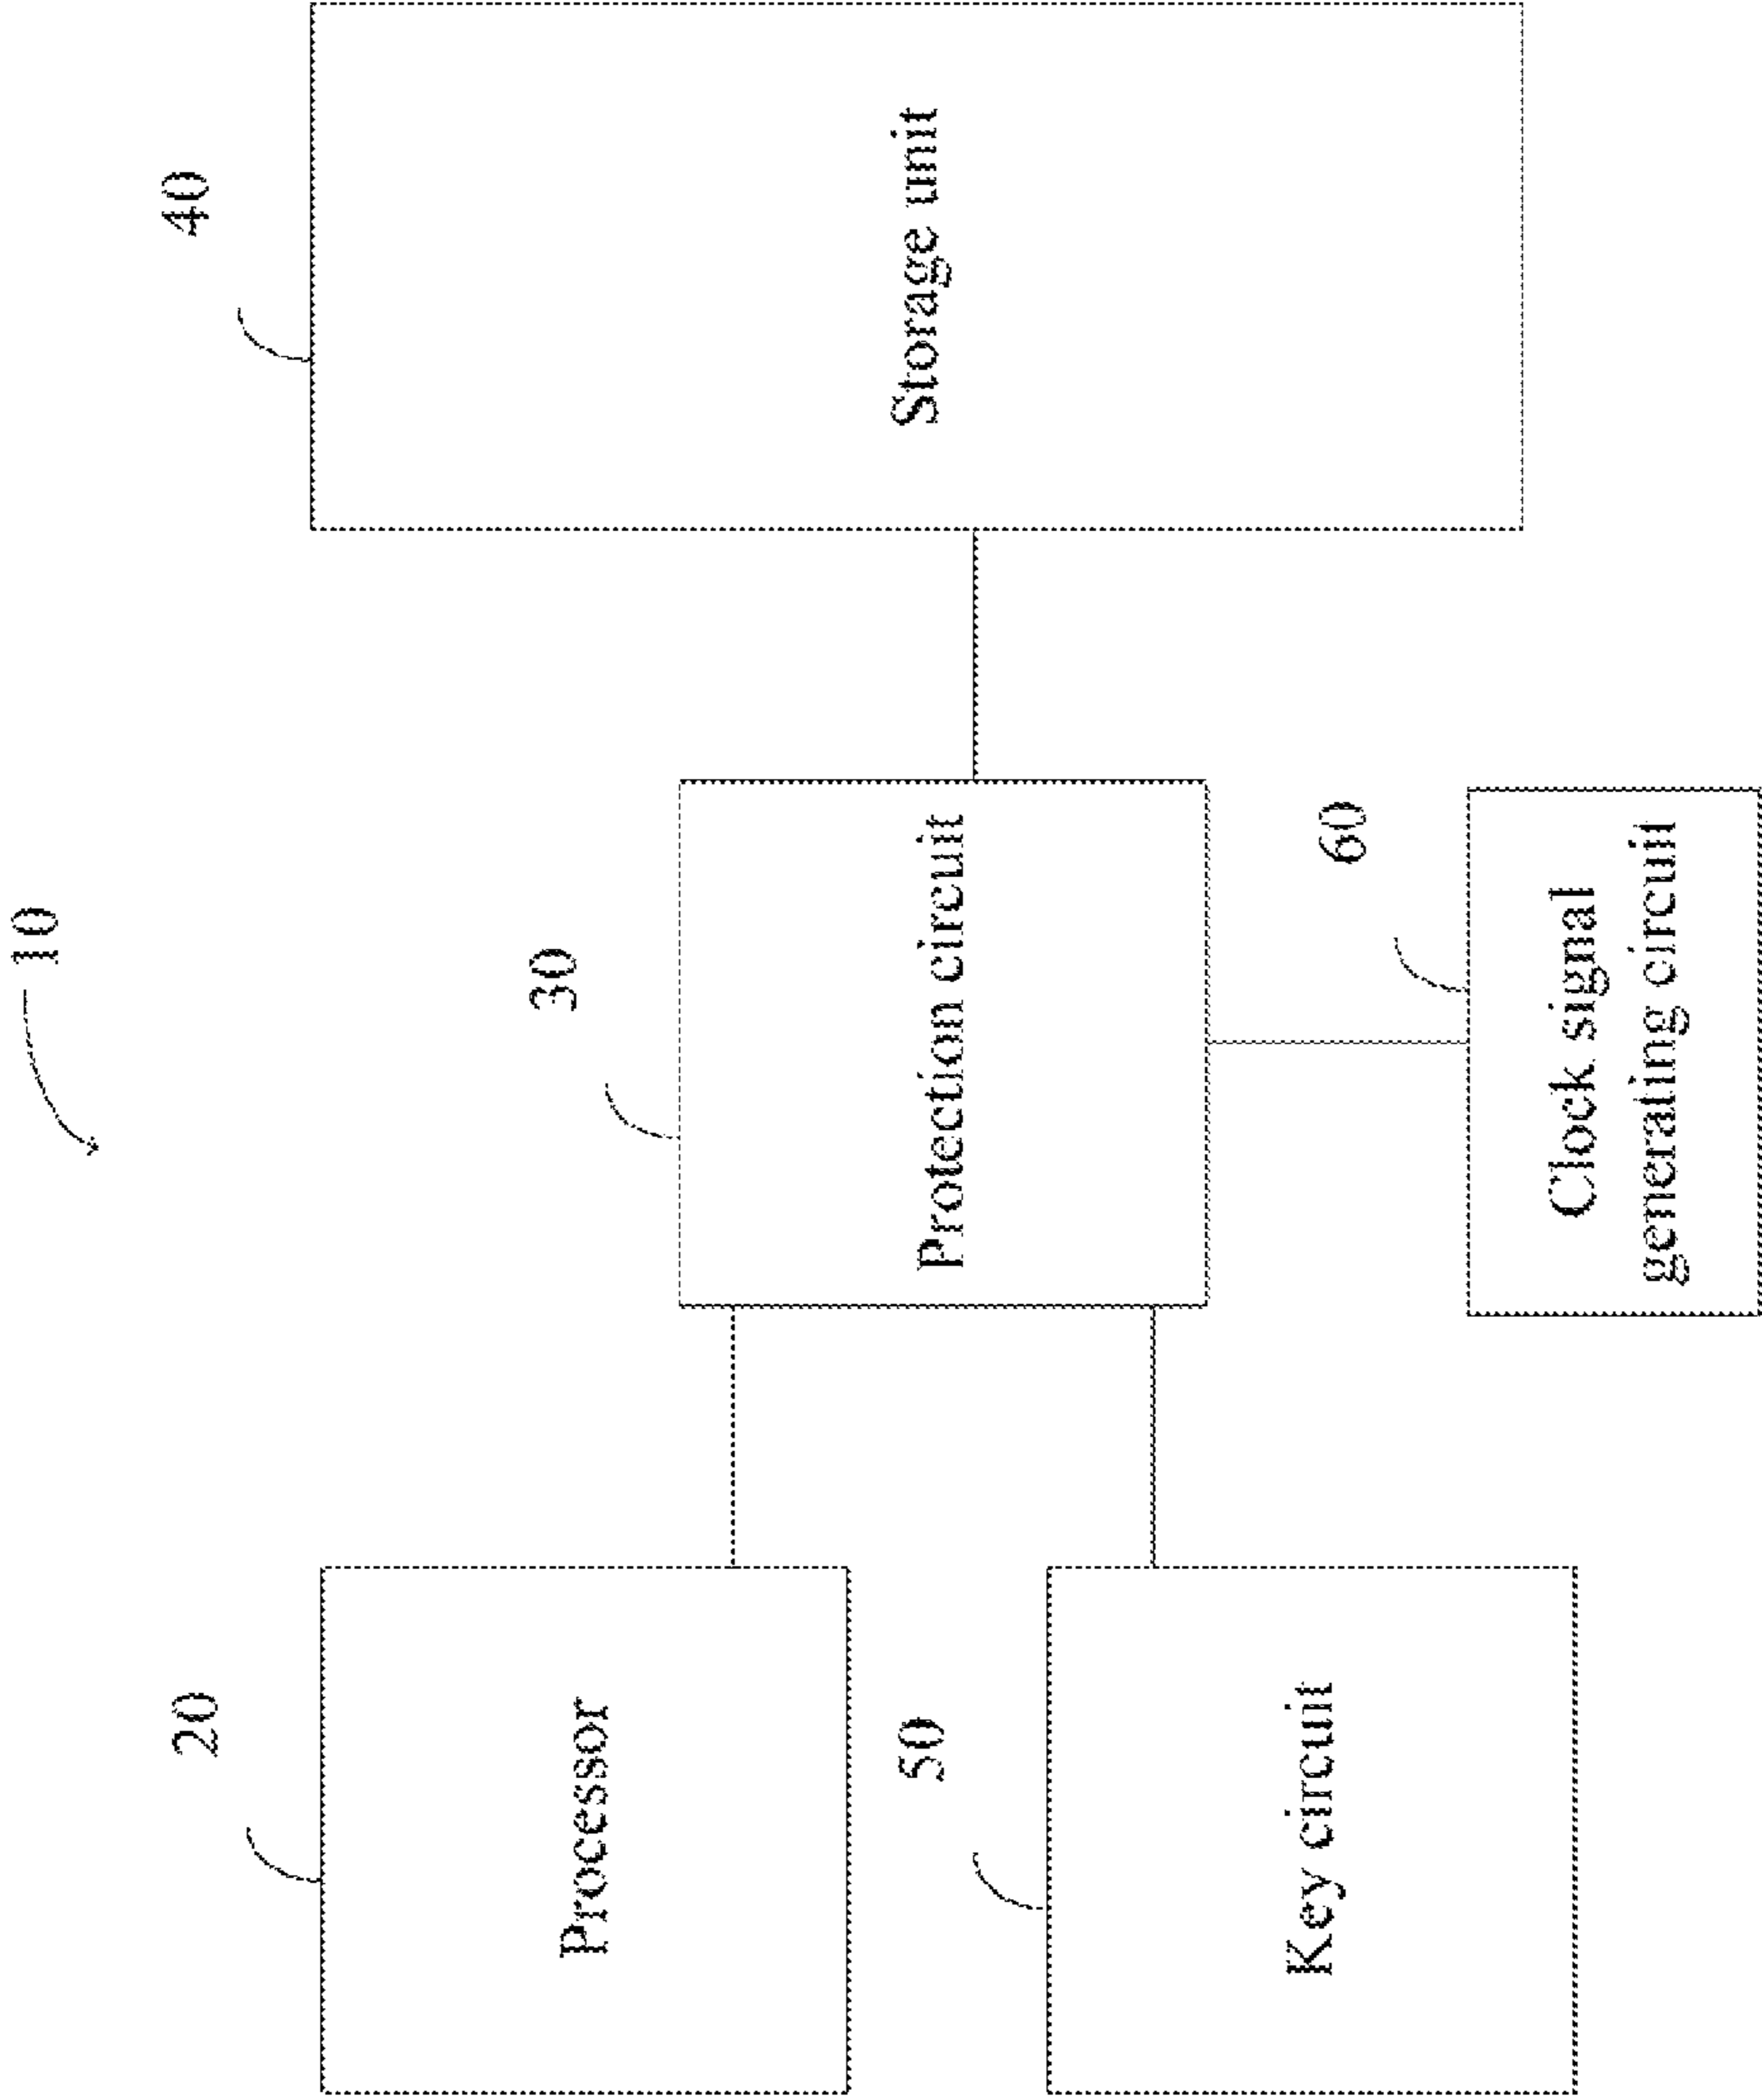 10
20
Processor
30
Protection circuit
40
Storage unit
50
Key circuit
60
Clock signal
generating circuit